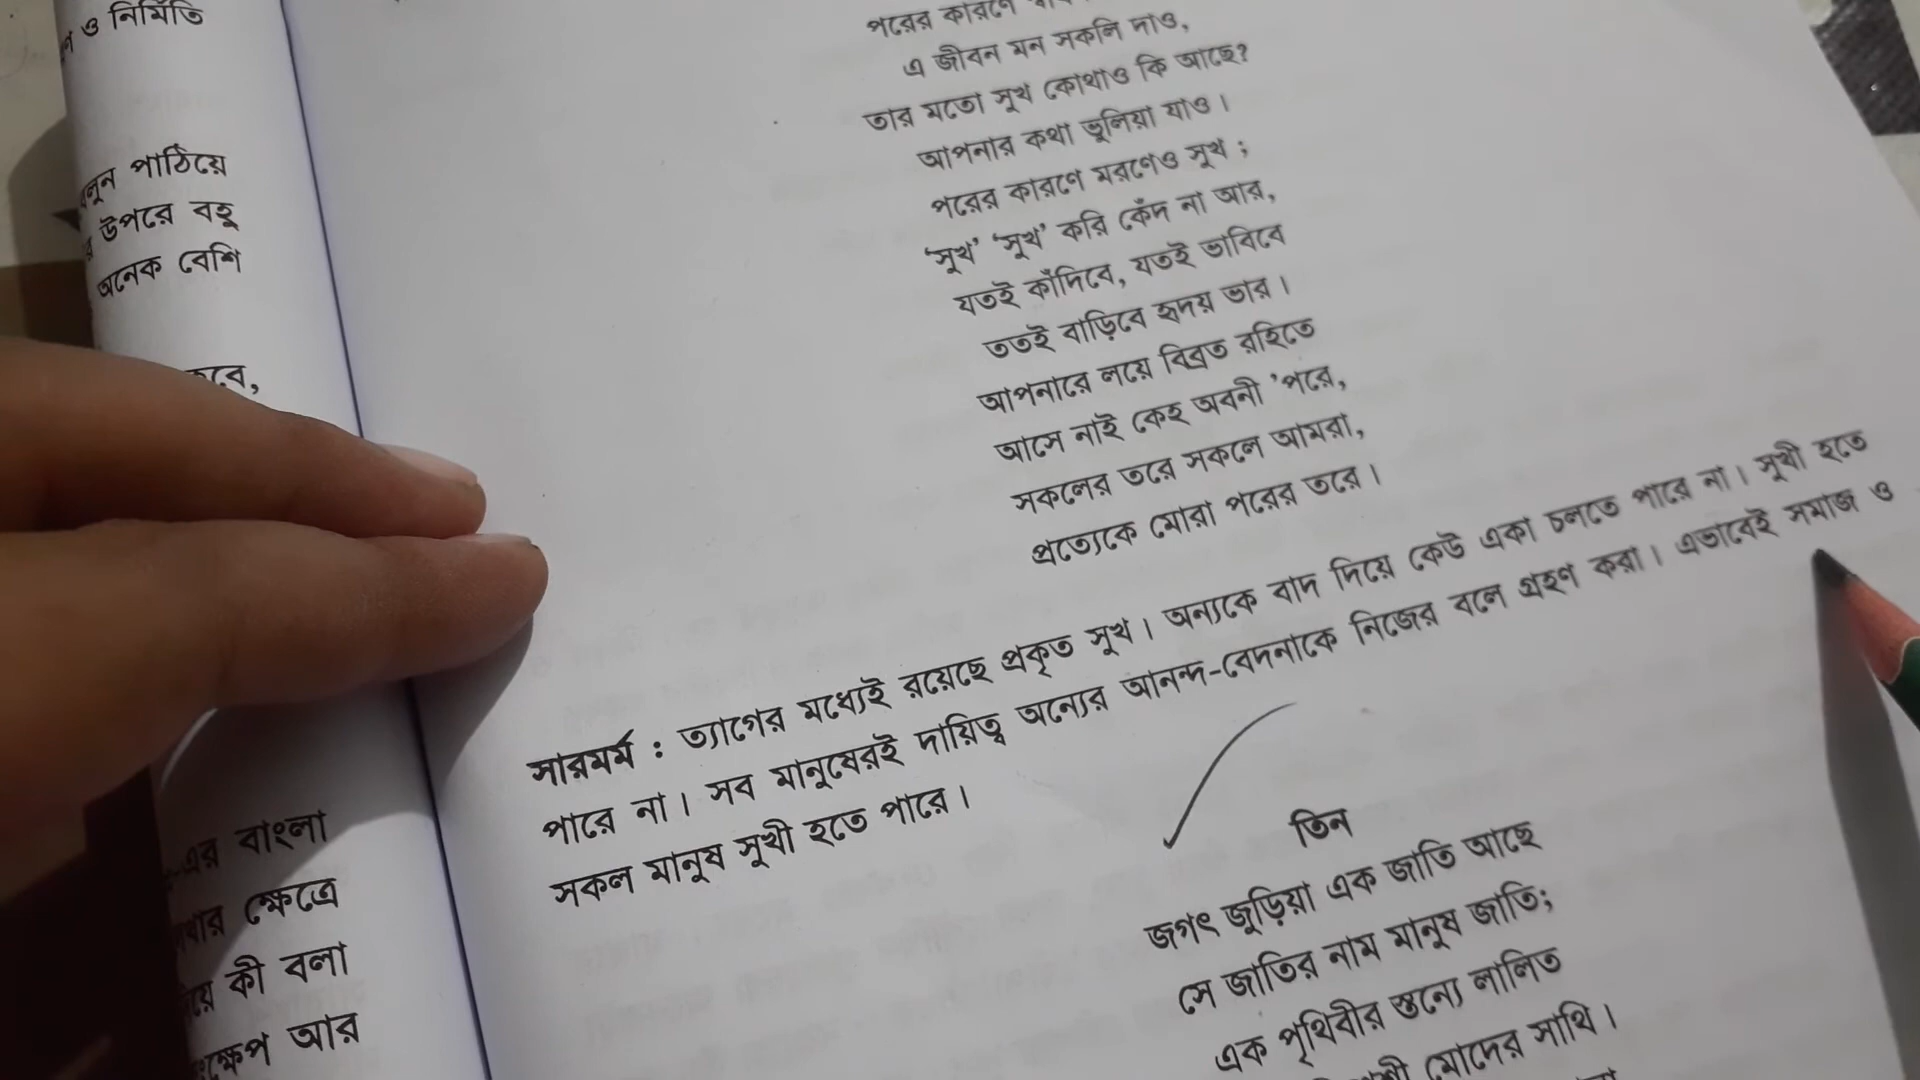 ও নির্মিতি
পাঠিয়ে
উপরে বহু
অনেক বেশি
পরের কারণে
এ জীবন মন সকলি দাও,
তার মতো সুখ কোথাও কি আছে?
আপনার কথা ভুলিয়া যাও।
পরের কারণে মরণেও সুখ ;
‘সুখ’ ‘সুখ’ করি কেঁদ না আর,
যতই কাঁদিবে, যতই ভাবিবে
ততই বাড়িবে হৃদয় ভার।
আপনারে লয়ে বিব্রত রহিতে
আসে নাই কেহ অবনী ’পরে,
সকলের তরে সকলে আমরা,
প্রত্যেকে মোরা পরের তরে।
সারমর্ম : ত্যাগের মধ্যেই রয়েছে প্রকৃত সুখ। অন্যকে বাদ দিয়ে কেউ একা চলতে পারে না। সুখী হতে
পারে না। সব মানুষেরই দায়িত্ব অন্যের আনন্দ-বেদনাকে নিজের বলে গ্রহণ করা। এভাবেই সমাজ ও
সকল মানুষ সুখী হতে পারে।
তিন
জগৎ জুড়িয়া এক জাতি আছে
সে জাতির নাম মানুষ জাতি;
এক পৃথিবীর স্তন্যে লালিত
মোদের সাথি।
-এর বাংলা
ক্ষেত্রে
কী বলা
আর